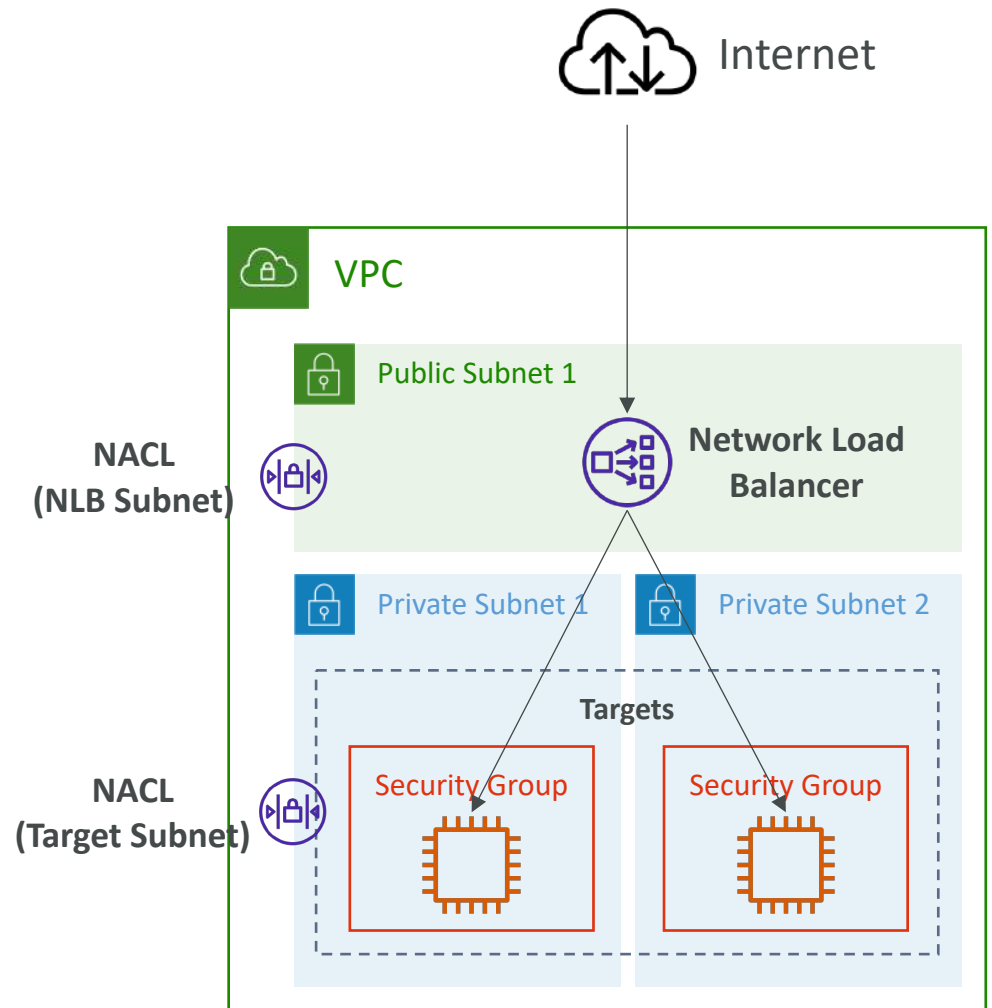 Internet
VPC
Public Subnet 1
NACL
(NLB Subnet)
Network Load
Balancer
Private Subnet 1
Private Subnet 2
Targets
NACL
(Target Subnet)
Security Group
Security Group